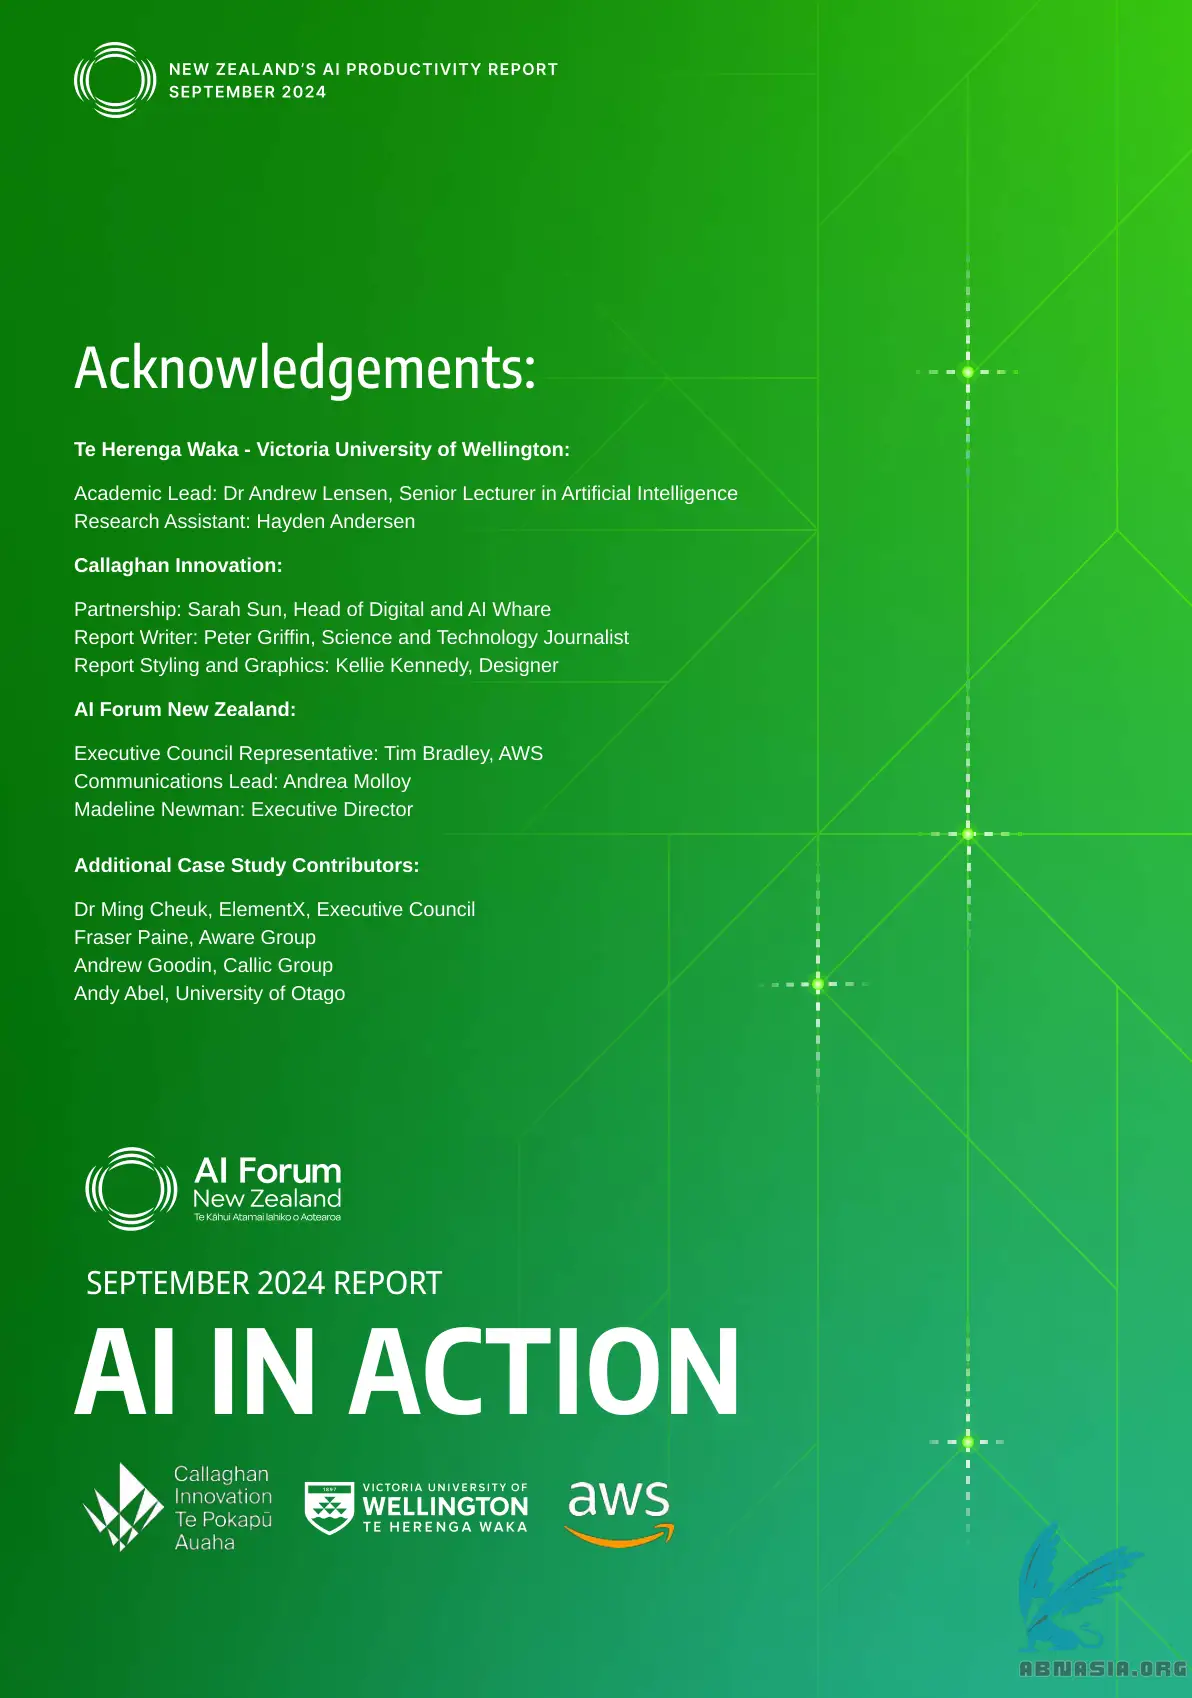 NEW ZEALAND'S AI PRODUCTIVITY REPORT
SEPTEMBER 2024
Acknowledgements:
Te Herenga Waka - Victoria University of Wellington:
Academic Lead: Dr Andrew Lensen, Senior Lecturer in Artificial Intelligence
Research Assistant: Hayden Andersen
Callaghan Innovation:
Partnership: Sarah Sun, Head of Digital and AI Whare
Report Writer: Peter Griffin, Science and Technology Journalist
Report Styling and Graphics: Kellie Kennedy, Designer
AI Forum New Zealand:
Executive Council Representative: Tim Bradley, AWS
Communications Lead: Andrea Molloy
Madeline Newman: Executive Director
Additional Case Study Contributors:
Dr Ming Cheuk, ElementX, Executive Council
Fraser Paine, Aware Group
Andrew Goodin, Callic Group
Andy Abel, University of Otago
AI Forum
New Zealand
Te Kāhui Atamai Iahiko o Aotearoa
SEPTEMBER 2024 REPORT
AI IN ACTION
Callaghan
Innovation
Te Pokapū
Auaha
1897
VICTORIA UNIVERSITY OF
WELLINGTON
TE HERENGA WAKA
aws
ABNASIA.ORG